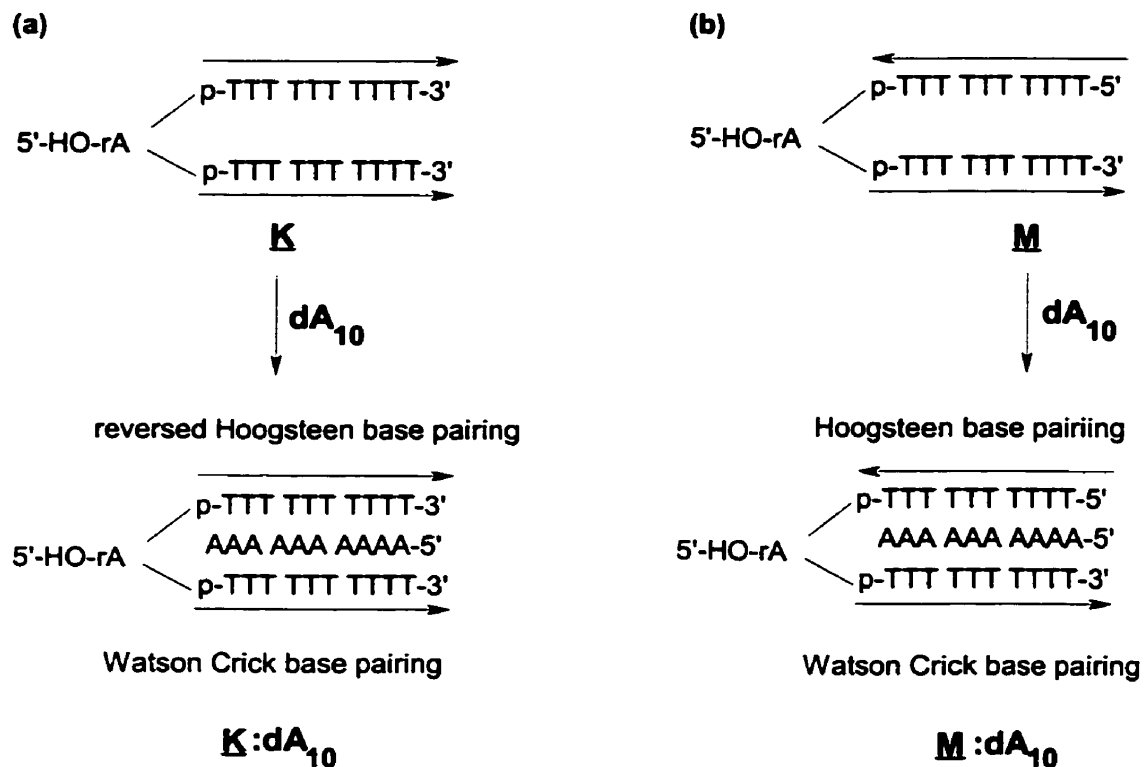 (a)
p-TTT TTT TTTT-3'
5'-HO-rA
p-TTT TTT TTTT-3'
K
dA10
reversed Hoogsteen base pairing
p-TTT TTT TTTT-3'
AAA AAA AAAA-5'
5'-HO-rA
p-TTT TTT TTTT-3'
Watson Crick base pairing
K:dA10
(b)
p-TTT TTT TTTT-5'
5'-HO-rA
p-TTT TTT TTTT-3'
M
dA10
Hoogsteen base pairiing
p-TTT TTT TTTT-5'
AAA AAA AAAA-5'
5'-HO-rA
p-TTT TTT TTTT-3'
Watson Crick base pairing
M:dA10